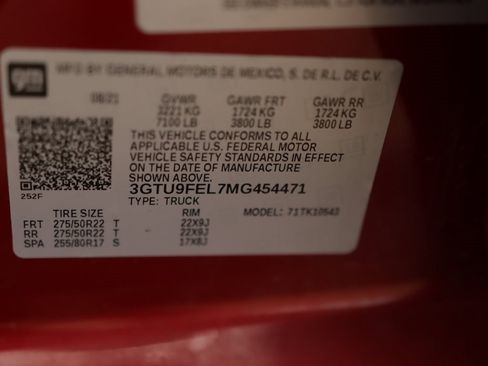 gm
MFG BY GENERAL MOTORS DE MEXICO, S. DE R.L. DE C.V.
08/21 GVWR GAWR FRT GAWR RR
3221 KG 1724 KG 1724 KG
7100 LB 3800 LB 3800 LB
THIS VEHICLE CONFORMS TO ALL
APPLICABLE U.S. FEDERAL MOTOR
VEHICLE SAFETY STANDARDS IN EFFECT
ON THE DATE OF MANUFACTURE
SHOWN ABOVE.
252F
3GTU9FEL7MG454471
TYPE: TRUCK MODEL: 71TK10543
TIRE SIZE RIM
FRT 275/50R22 T 22X9J
RR 275/50R22 T 22X9J
SPA 255/80R17 S 17X8J